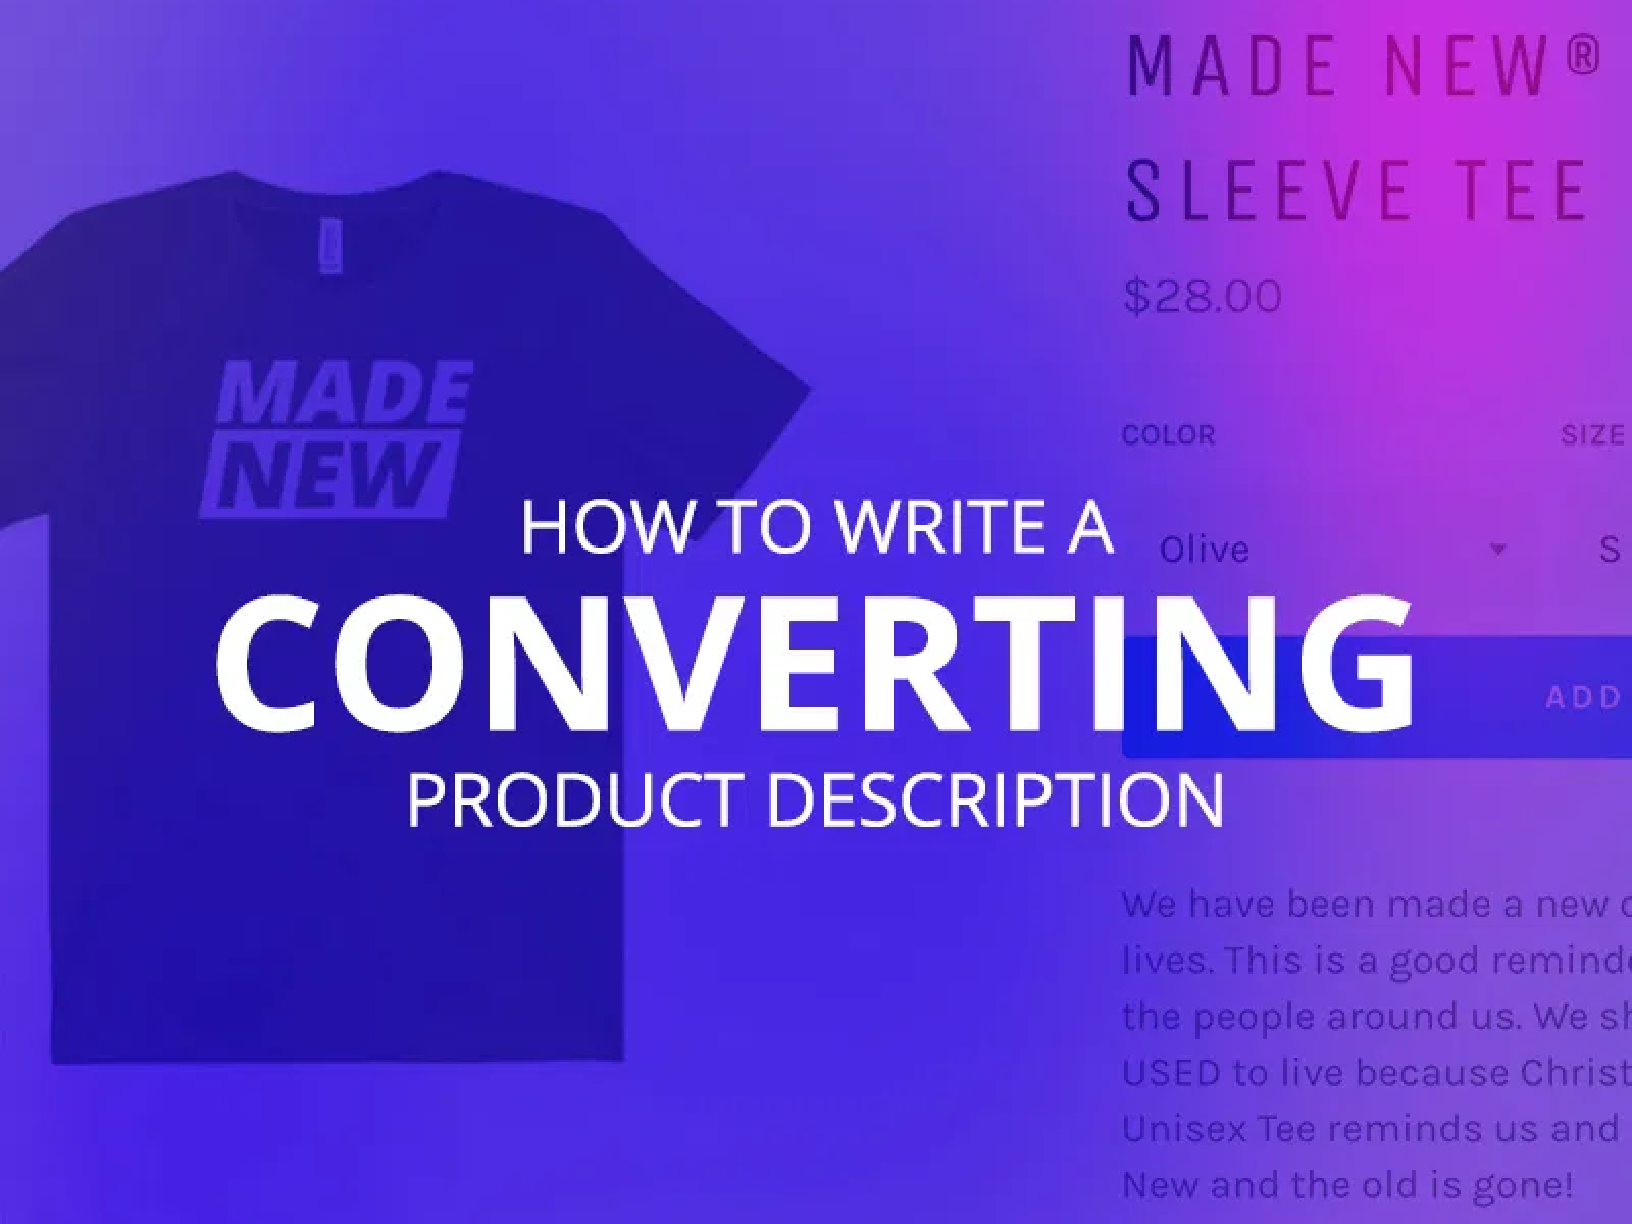 MADE NEW®
SLEEVE TEE
$28.00
COLOR
SIZE
Olive
S
ADD
MADE
NEW
HOW TO WRITE A
CONVERTING
PRODUCT DESCRIPTION
We have been made a new
lives. This is a good
the people around us. We
USED to live because Christ
Unisex Tee reminds us and
New and the old is gone!